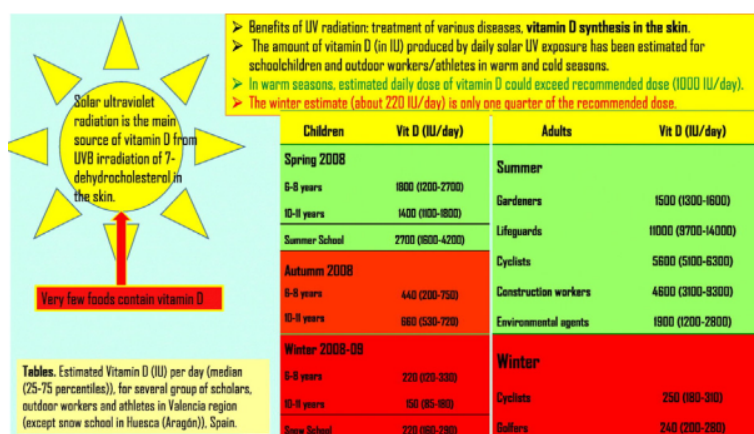 ➤ Benefits of UV radiation: treatment of various diseases, vitamin D synthesis in the skin.
➤ The amount of vitamin D (in IU) produced by daily solar UV exposure has been estimated for
schoolchildren and outdoor workers/athletes in warm and cold seasons.
➤ In warm seasons, estimated daily dose of vitamin D could exceed recommended dose (1000 IU/day).
➤ The winter estimate (about 220 IU/day) is only one quarter of the recommended dose.
Solar ultraviolet
radiation is the main
source of vitamin D from
UVB irradiation of 7-
dehydrocholesterol in
the skin.
Very few foods contain vitamin D
Tables. Estimated Vitamin D (IU) per day (median
(25-75 percentiles)), for several group of scholars,
outdoor workers and athletes in Valencia region
(except snow school in Huesca (Aragón)), Spain.
Children Vit D (IU/day)
Spring 2008
6-8 years 1800 (1200-2700)
10-11 years 1400 (1100-1800)
Summer School 2700 (1600-4200)
Autumm 2008
6-8 years 440 (200-750)
10-11 years 660 (530-720)
Winter 2008-09
6-8 years 220 (120-330)
10-11 years 150 (85-180)
Snow School 220 (160-290)
Adults Vit D (IU/day)
Summer
Gardeners 1500 (1300-1600)
Lifeguards 11000 (9700-14000)
Cyclists 5600 (5100-6300)
Construction workers 4600 (3100-9300)
Environmental agents 1900 (1200-2800)
Winter
Cyclists 250 (180-310)
Golfers 240 (200-280)